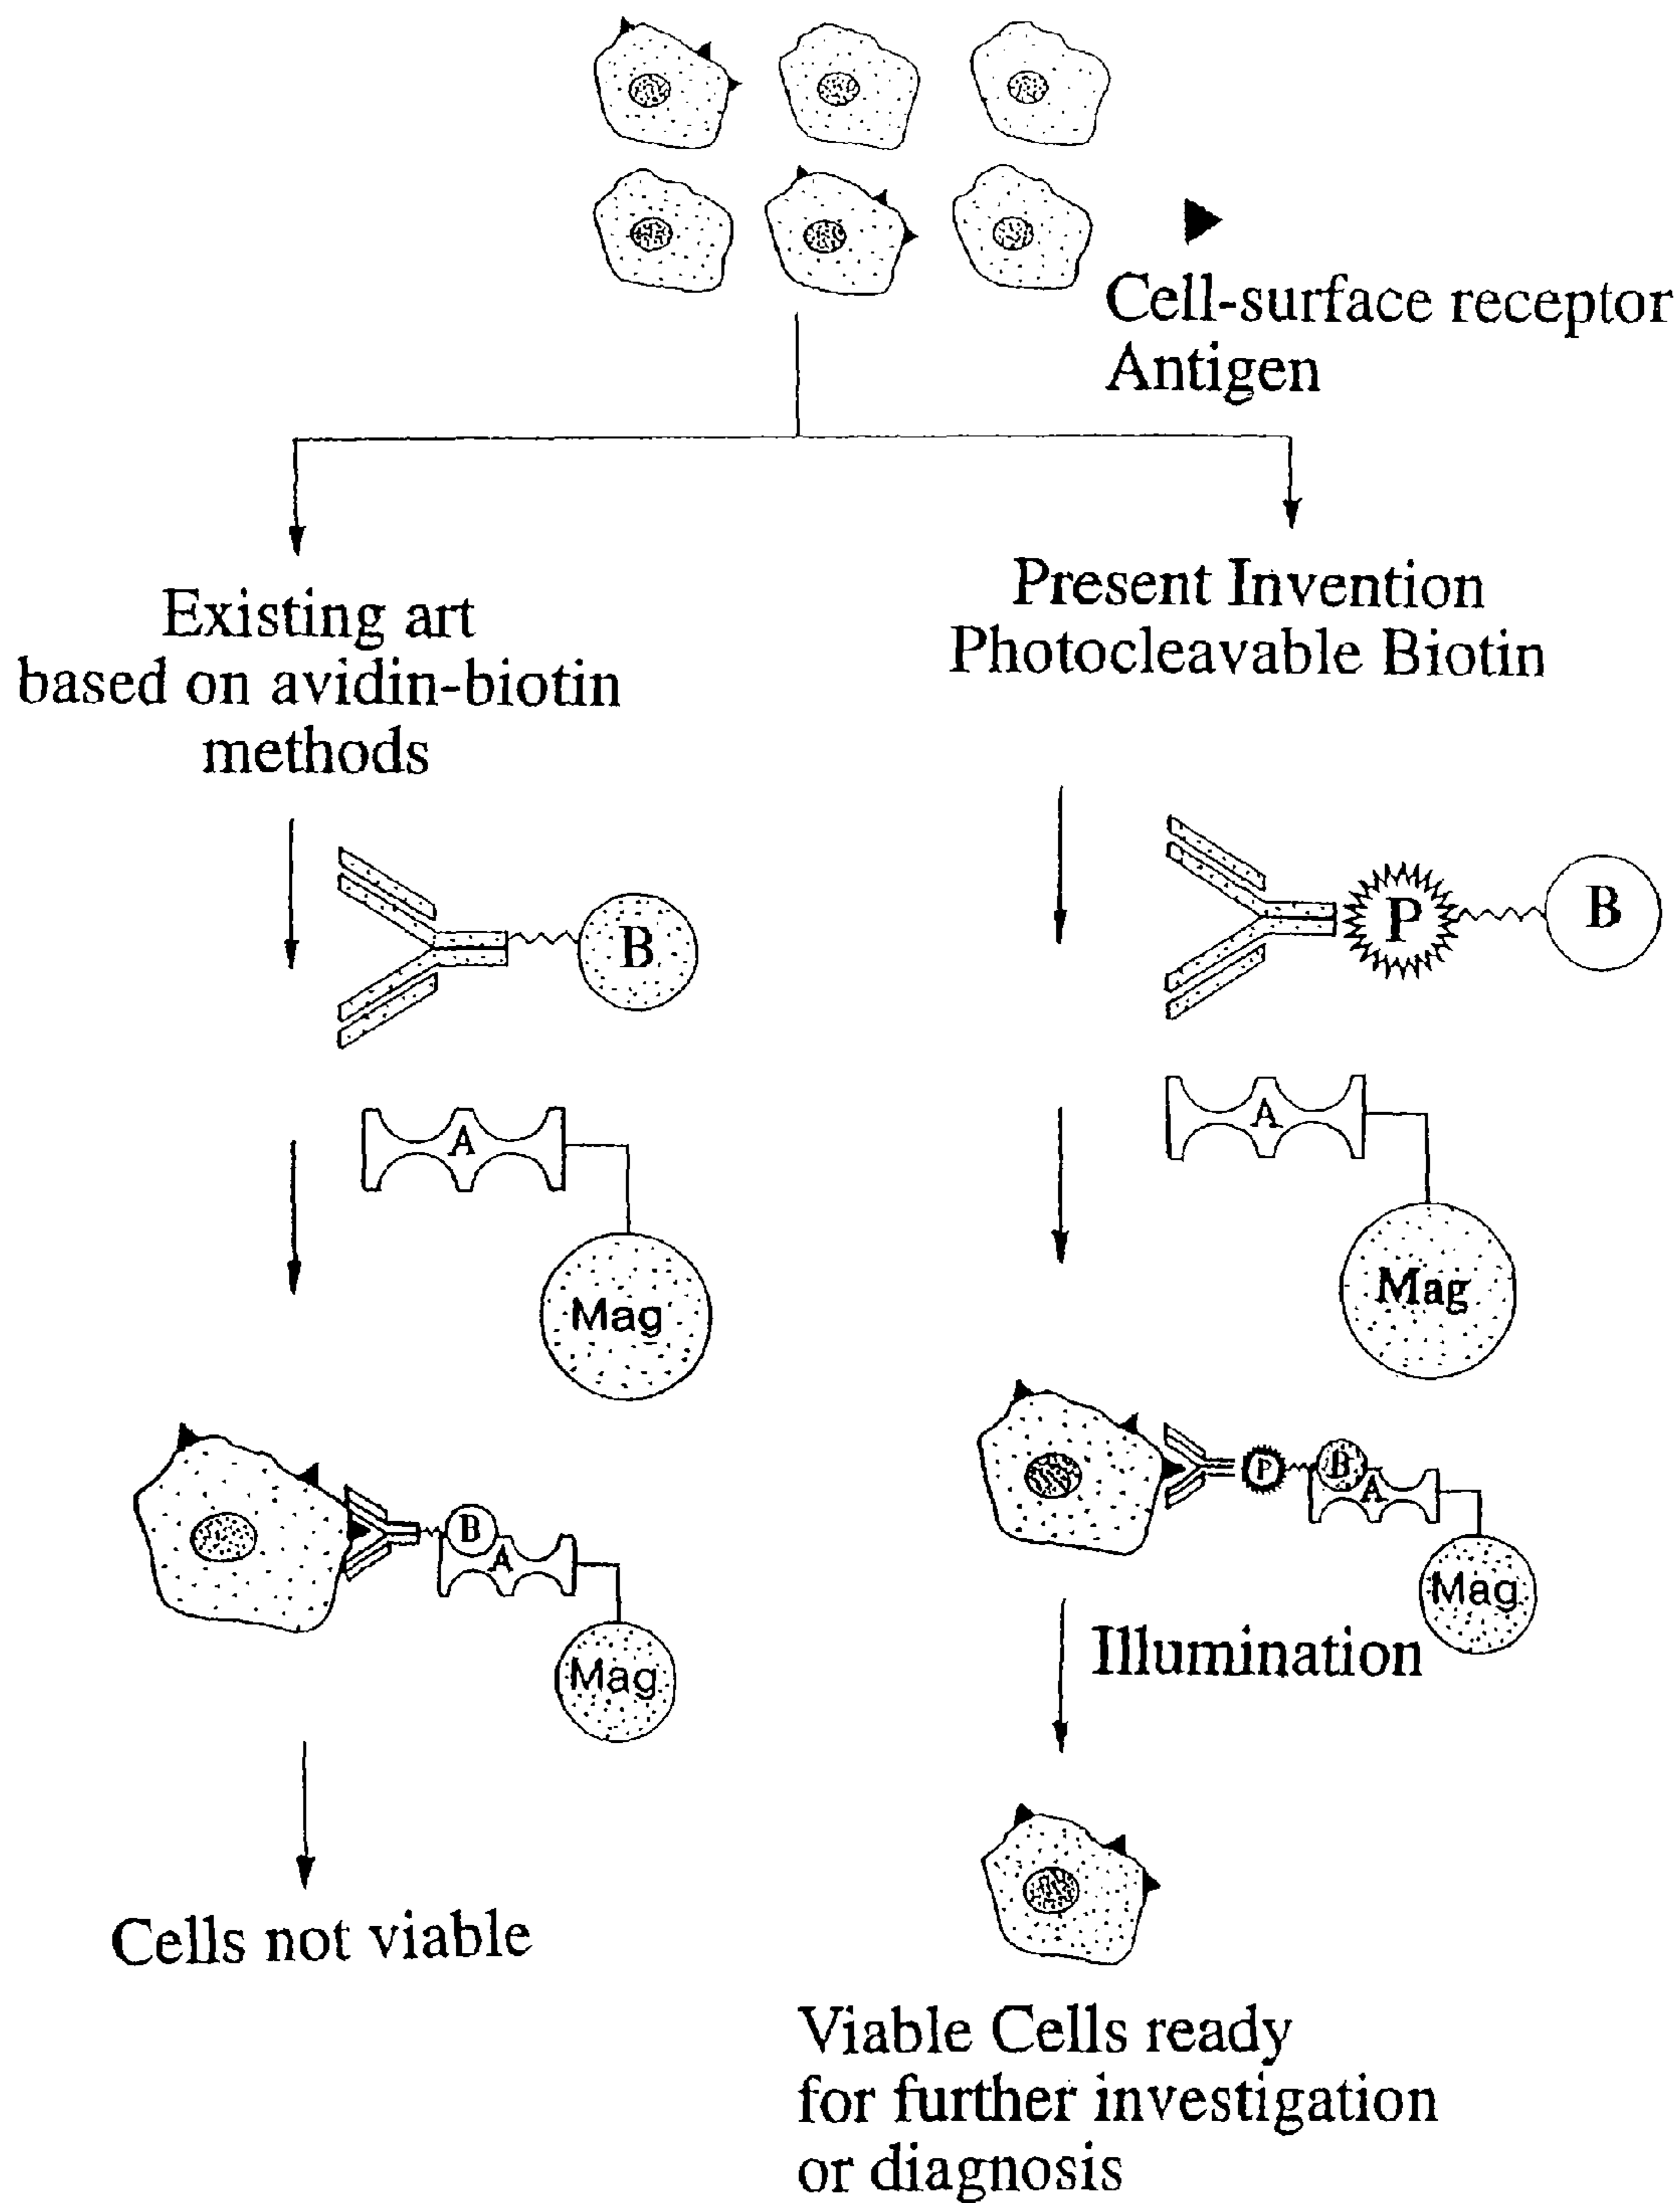 Cell-surface receptor
Antigen
Existing art
based on avidin-biotin
methods
Present Invention
Photocleavable Biotin
B
P
B
A
Mag
A
Mag
B
A
Mag
P
B
A
Mag
Illumination
Cells not viable
Viable Cells ready
for further investigation
or diagnosis